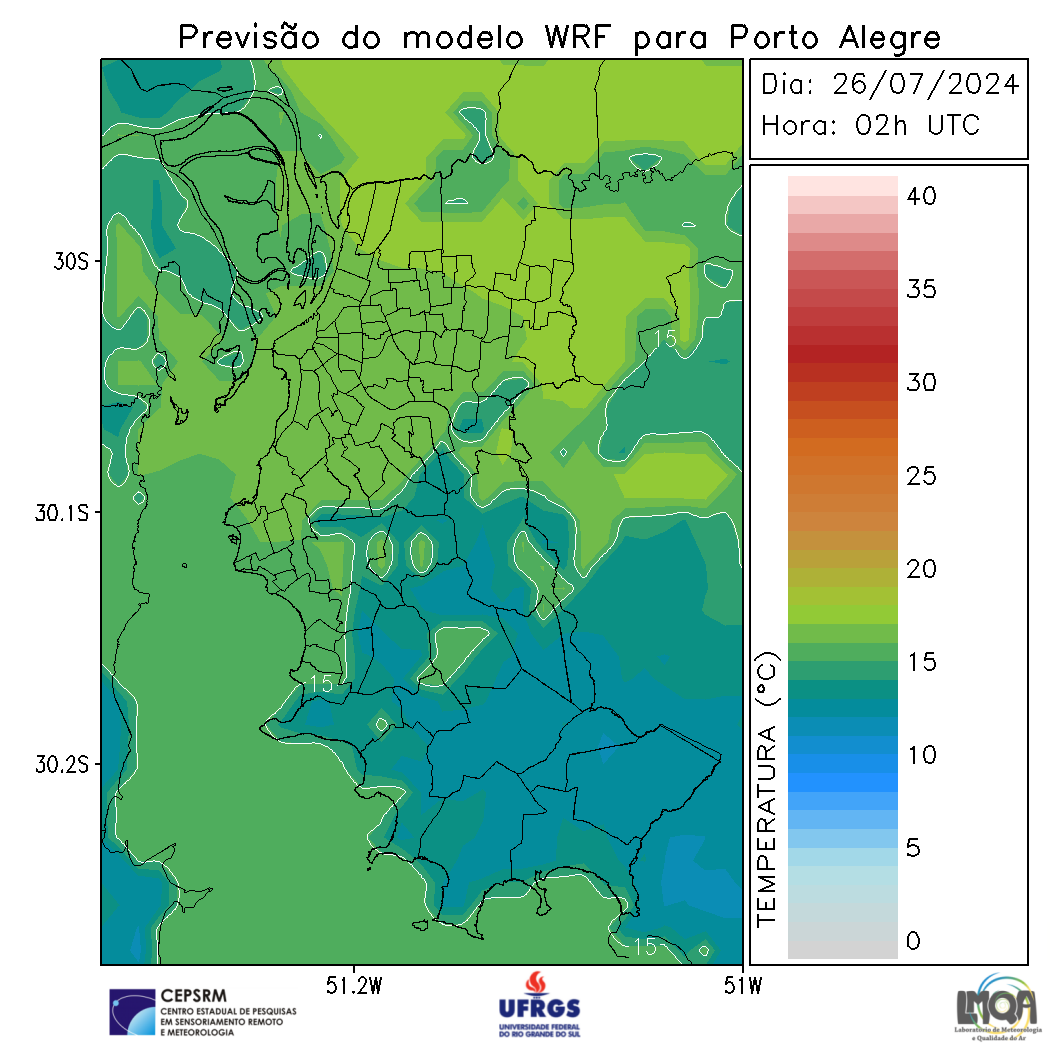 Previsão do modelo WRF para Porto Alegre
Dia: 26/07/2024
Hora: 02h UTC
40
35
30
25
20
15
10
5
0
TEMPERATURA (°C)
30S
30.1S
30.2S
51.2W
51W
15
15
15
CEPSRM
CENTRO ESTADUAL DE PESQUISAS
EM SENSORIAMENTO REMOTO
E METEOROLOGIA
UFRGS
UNIVERSIDADE FEDERAL
DO RIO GRANDE DO SUL
LMQA
Laboratório de Meteorologia
e Qualidade do Ar